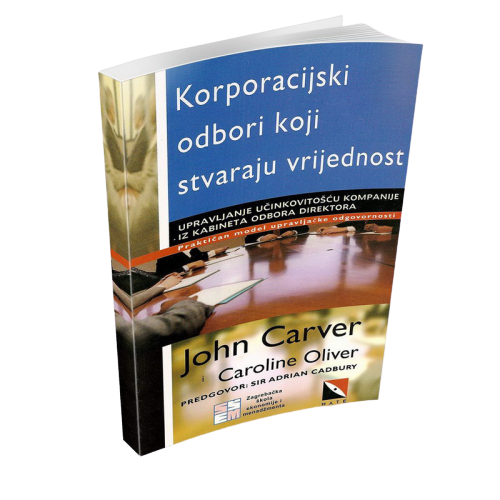 Korporacijski
odbori koji
stvaraju vrijednost
UPRAVLJANJE UČINKOVITOŠĆU KOMPANIJE
IZ KABINETA ODBORA DIREKTORA
Praktičan model upravljačke odgovornosti
John Carver
i Caroline Oliver
PREDGOVOR: SIR ADRIAN CADBURY
Zagrebačka
škola
ekonomije i
menadžmenta
MATE